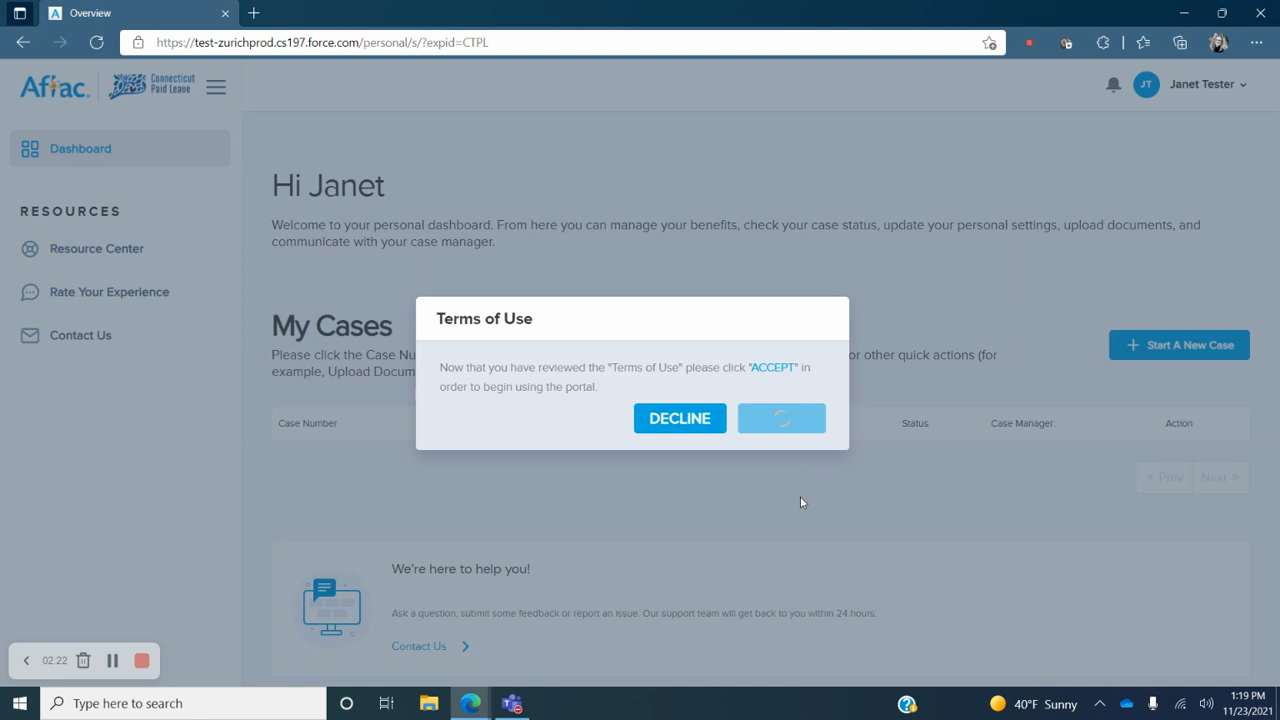 Overview
https://test-zurichprod.cs197.force.com/personal/s/?expid=CTPL
Aflac.
Connecticut
Paid Leave
JT
Janet Tester
Dashboard
RESOURCES
Resource Center
Rate Your Experience
Contact Us
Hi Janet
Welcome to your personal dashboard. From here you can manage your benefits, check your case status, update your personal settings, upload documents, and
communicate with your case manager.
My Cases
Please click the Case Nu
or other quick actions (for
example, Upload Docum
+ Start A New Case
Case Number
Status
Case Manager
Action
« Prev
Next »
Terms of Use
Now that you have reviewed the "Terms of Use" please click "ACCEPT" in
order to begin using the portal.
DECLINE
We're here to help you!
Ask a question, submit some feedback or report an issue. Our support team will get back to you within 24 hours.
Contact Us
02:22
Type here to search
40°F Sunny
1:19 PM
11/23/2021